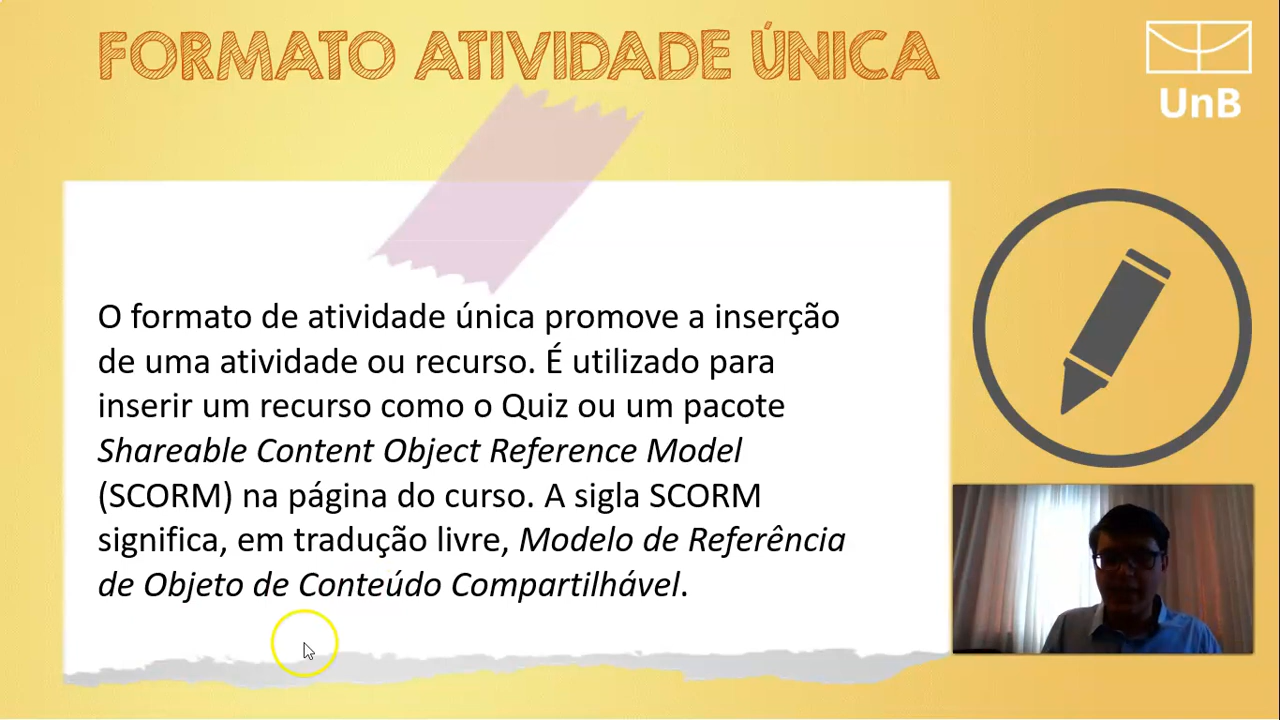 FORMATO ATIVIDADE ÚNICA
UnB
O formato de atividade única promove a inserção
de uma atividade ou recurso. É utilizado para
inserir um recurso como o Quiz ou um pacote
Shareable Content Object Reference Model
(SCORM) na página do curso. A sigla SCORM
significa, em tradução livre, Modelo de Referência
de Objeto de Conteúdo Compartilhável.